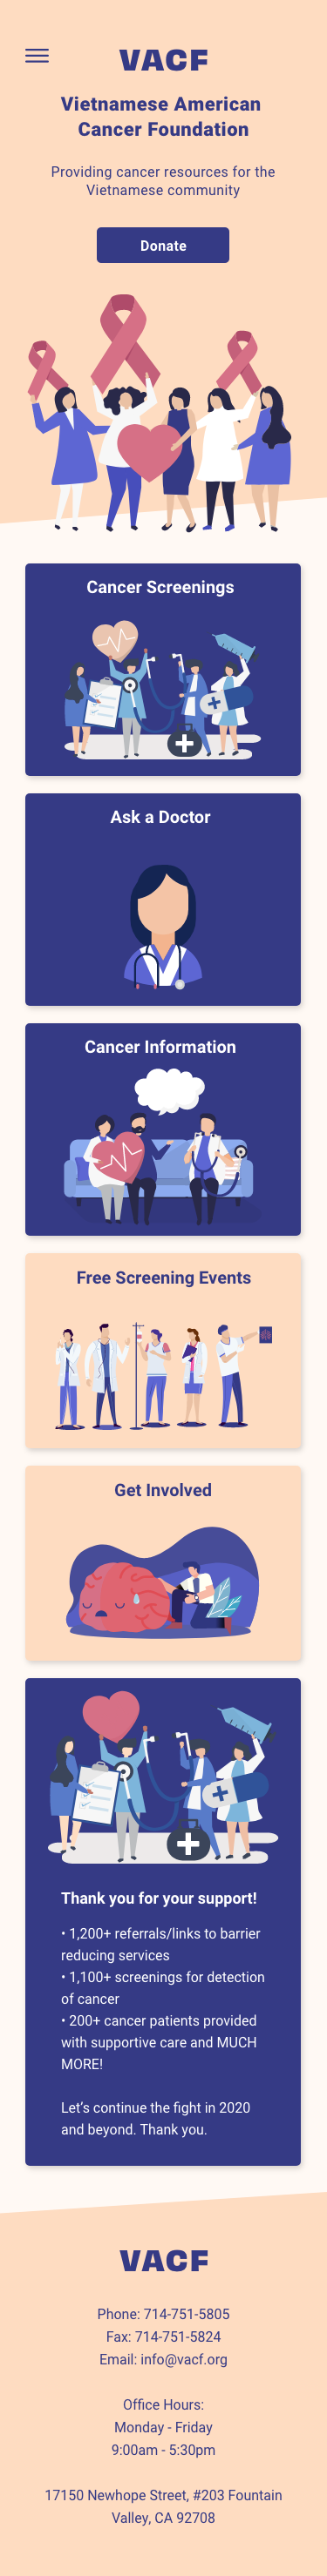 VACF
Vietnamese American
Cancer Foundation
Providing cancer resources for the
Vietnamese community
Donate
Cancer Screenings
Ask a Doctor
Cancer Information
Free Screening Events
Get Involved
Thank you for your support!
• 1,200+ referrals/links to barrier
reducing services
• 1,100+ screenings for detection
of cancer
• 200+ cancer patients provided
with supportive care and MUCH
MORE!
Let’s continue the fight in 2020
and beyond. Thank you.
VACF
Phone: 714-751-5805
Fax: 714-751-5824
Email: info@vacf.org
Office Hours:
Monday - Friday
9:00am - 5:30pm
17150 Newhope Street, #203 Fountain
Valley, CA 92708